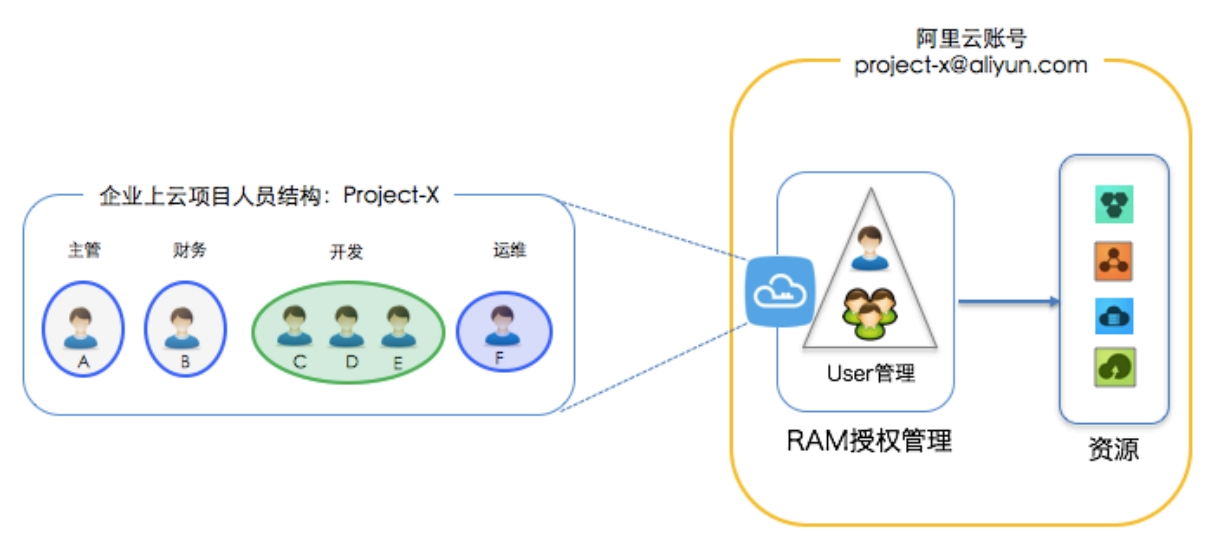 阿里云账号
project-x@aliyun.com
企业上云项目人员结构：Project-X
主管
财务
开发
运维
A
B
C
D
E
F
User管理
RAM授权管理
资源